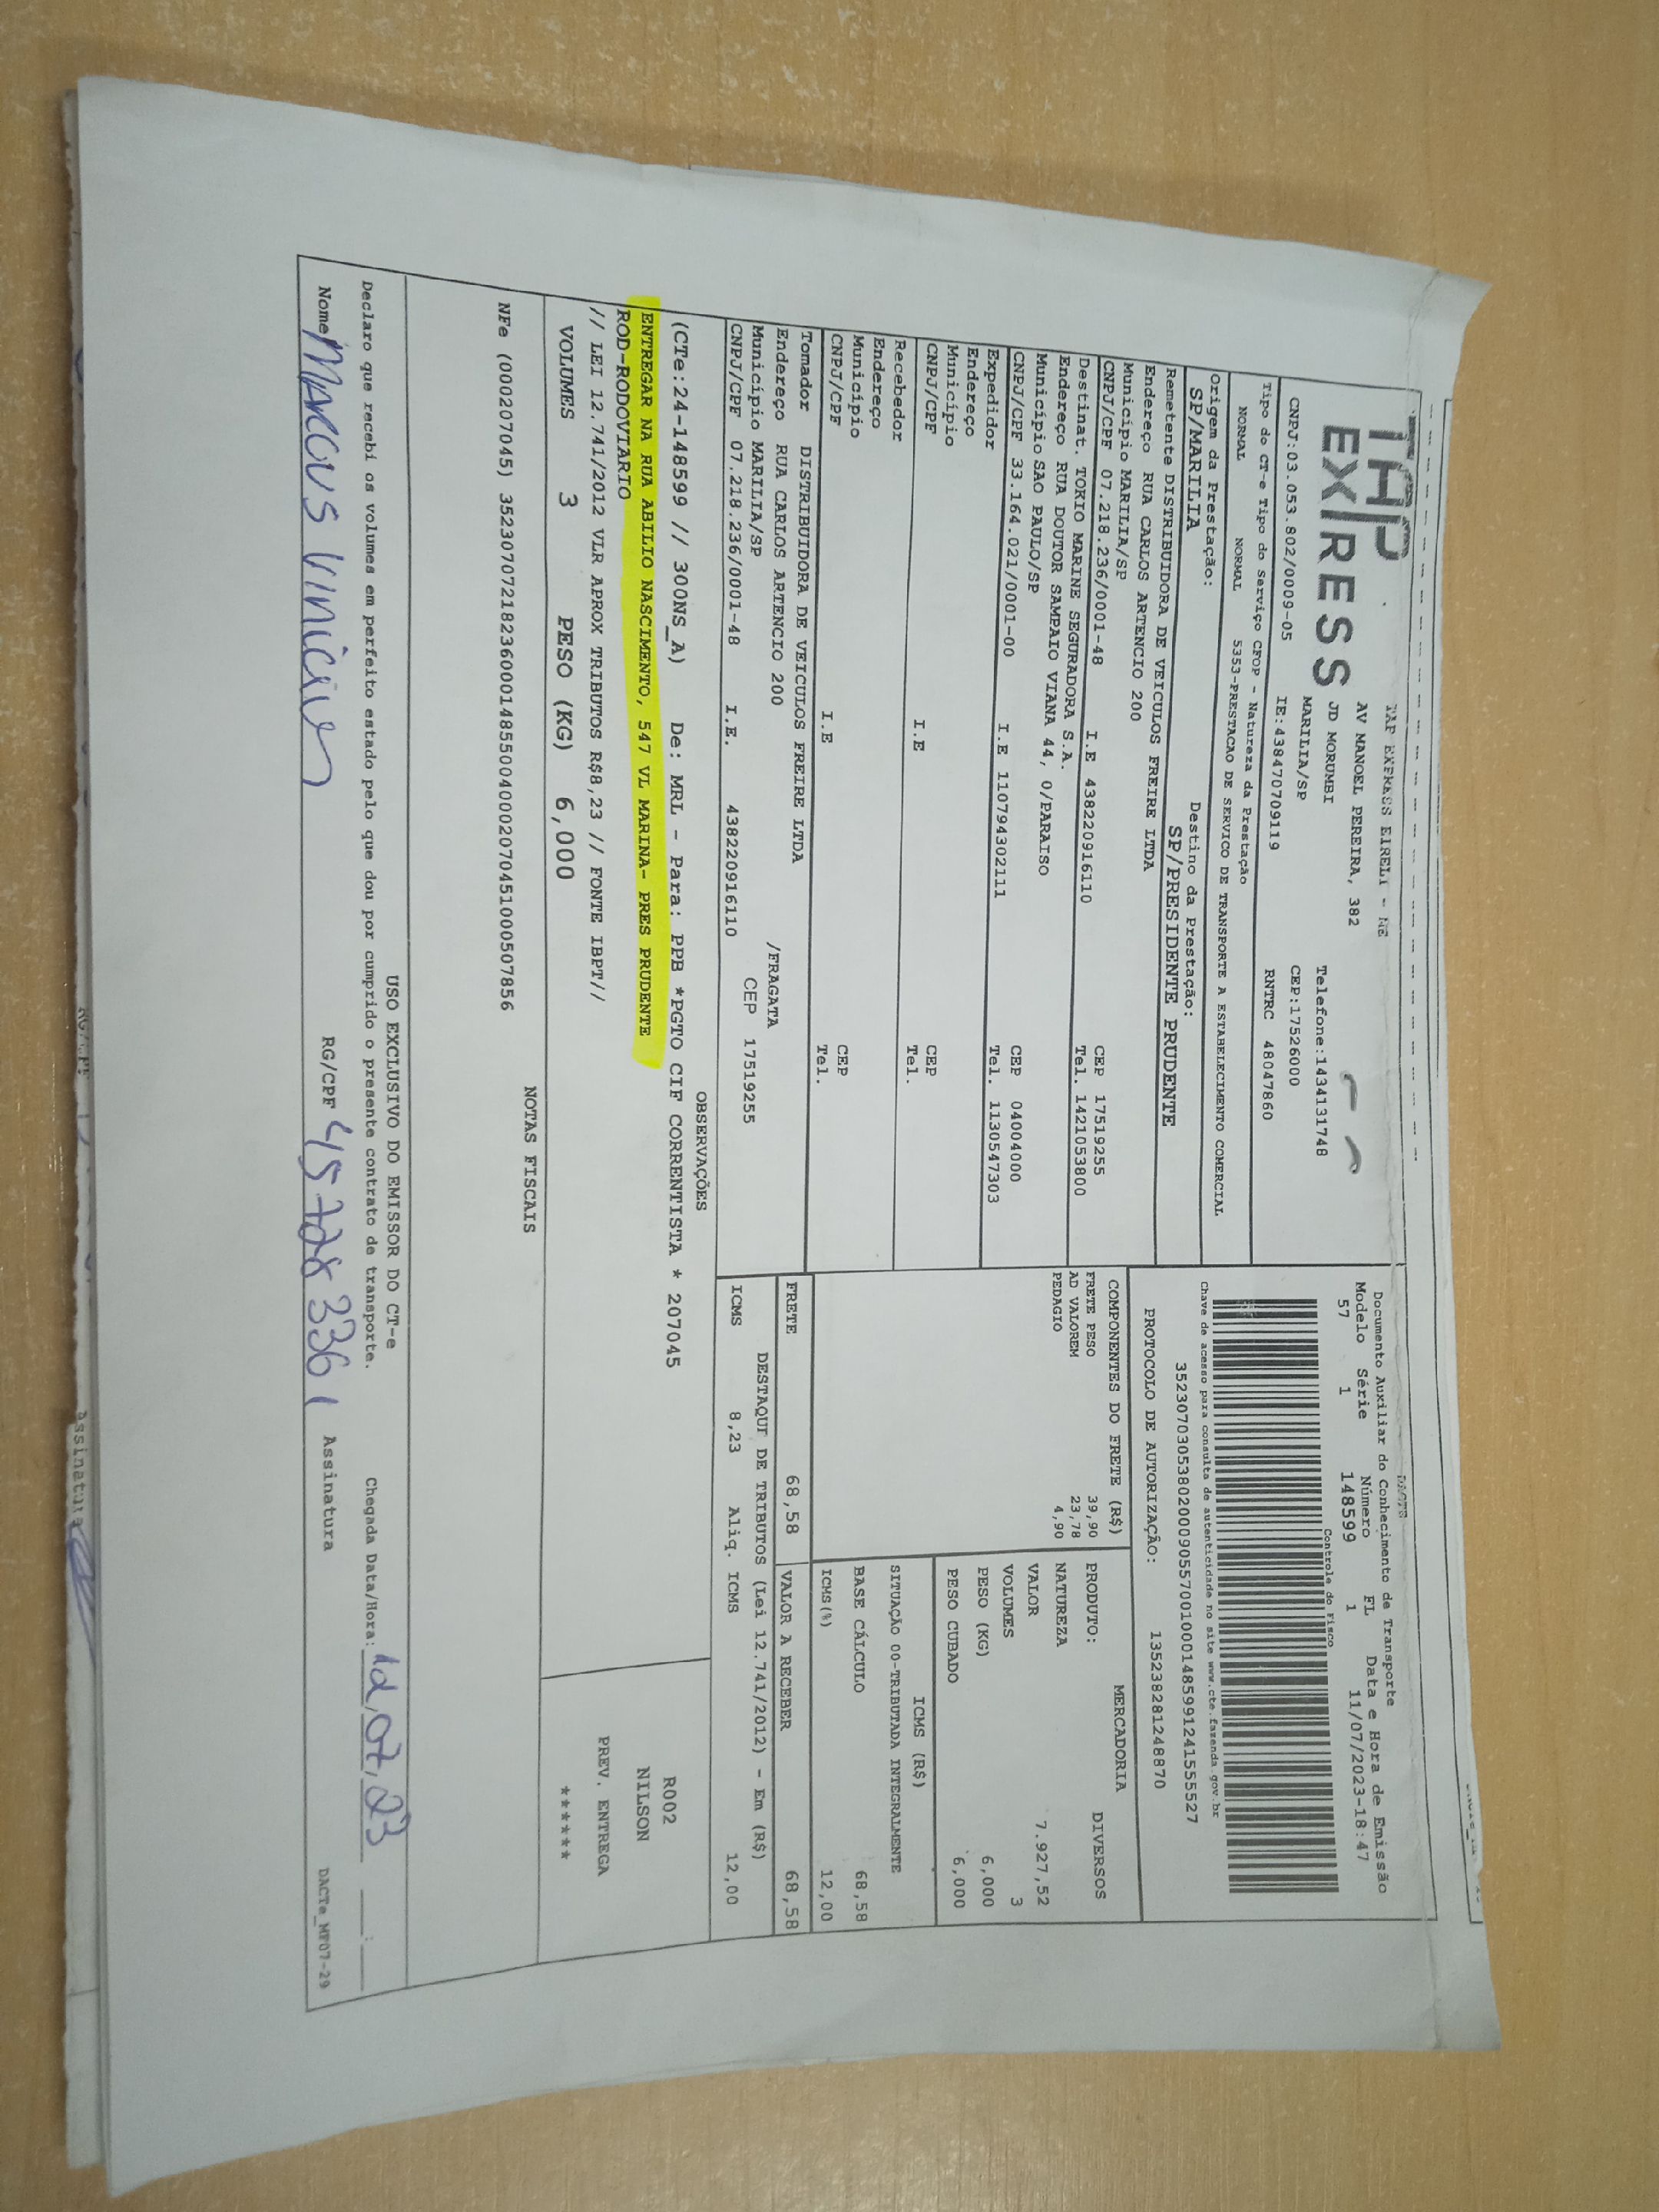 TAP
EXPRESS
TAP EXPRESS EIRELI - ME
AV MANOEL PEREIRA, 382
JD MORUMBI
MARILIA/SP
Telefone:1434131748
CEP:17526000
CNPJ:03.053.802/0009-05
IE:438470709119
RNTRC 48047860
Tipo do CT-e Tipo do Serviço CFOP - Natureza da Prestação
NORMAL NORMAL 5353-PRESTACAO DE SERVICO DE TRANSPORTE A ESTABELECIMENTO COMERCIAL
Origem da Prestação: Destino da Prestação:
SP/MARILIA SP/PRESIDENTE PRUDENTE
DACTE
Documento Auxiliar do Conhecimento de Transporte
Modelo Série Número FL Data e Hora de Emissão
57 1 148599 1 11/07/2023-18:47
Controle do Fisco
Chave de acesso para consulta de autenticidade no site www.cte.fazenda.gov.br
35230703053802000905570010001485991241555527
PROTOCOLO DE AUTORIZAÇÃO: 135238281248870
Remetente DISTRIBUIDORA DE VEICULOS FREIRE LTDA
Endereço RUA CARLOS ARTENCIO 200
Município MARILIA/SP CEP 17519255
CNPJ/CPF 07.218.236/0001-48 I.E 438220916110 Tel. 1421053800
Destinat. TOKIO MARINE SEGURADORA S.A.
Endereço RUA DOUTOR SAMPAIO VIANA 44, 0/PARAISO
Município SAO PAULO/SP CEP 04004000
CNPJ/CPF 33.164.021/0001-00 I.E 110794302111 Tel. 1130547303
Expedidor
Endereço
Município CEP
CNPJ/CPF I.E Tel.
Recebedor
Endereço
Município CEP
CNPJ/CPF I.E Tel.
Tomador DISTRIBUIDORA DE VEICULOS FREIRE LTDA
Endereço RUA CARLOS ARTENCIO 200 /FRAGATA
Município MARILIA/SP CEP 17519255
CNPJ/CPF 07.218.236/0001-48 I.E. 438220916110
COMPONENTES DO FRETE (R$)
FRETE PESO 39,90
AD VALOREM 23,78
PEDAGIO 4,90
MERCADORIA
PRODUTO: DIVERSOS
NATUREZA
VALOR 7.927,52
VOLUMES 3
PESO (KG) 6,000
PESO CUBADO 6,000
ICMS (R$)
SITUAÇÃO 00-TRIBUTADA INTEGRALMENTE
BASE CÁLCULO 68,58
ICMS(%) 12,00
FRETE 68,58 VALOR A RECEBER 68,58
DESTAQUE DE TRIBUTOS (Lei 12.741/2012) - Em (R$)
ICMS 8,23 Aliq. ICMS 12,00
OBSERVAÇÕES
(CTe:24-148599 // 300NS_A) De: MRL - Para: PPB *PGTO CIF CORRENTISTA * 207045
ENTREGAR NA RUA ABILIO NASCIMENTO, 547 VL MARINA- PRES PRUDENTE
ROD-RODOVIARIO
// LEI 12.741/2012 VLR APROX TRIBUTOS R$8,23 // FONTE IBPT//
VOLUMES 3 PESO (KG) 6,000
R002
NILSON
PREV. ENTREGA
******
NOTAS FISCAIS
NFe (000207045) 35230707218236000148550040002070451000507856
USO EXCLUSIVO DO EMISSOR DO CT-e
Declaro que recebi os volumes em perfeito estado pelo que dou por cumprido o presente contrato de transporte. Chegada Data/Hora: 12,07,23 __:__
Nome Marcus Vinicius RG/CPF 45 728 336 1 Assinatura DACTe_MF07-29
RG/CPF
Assinatura